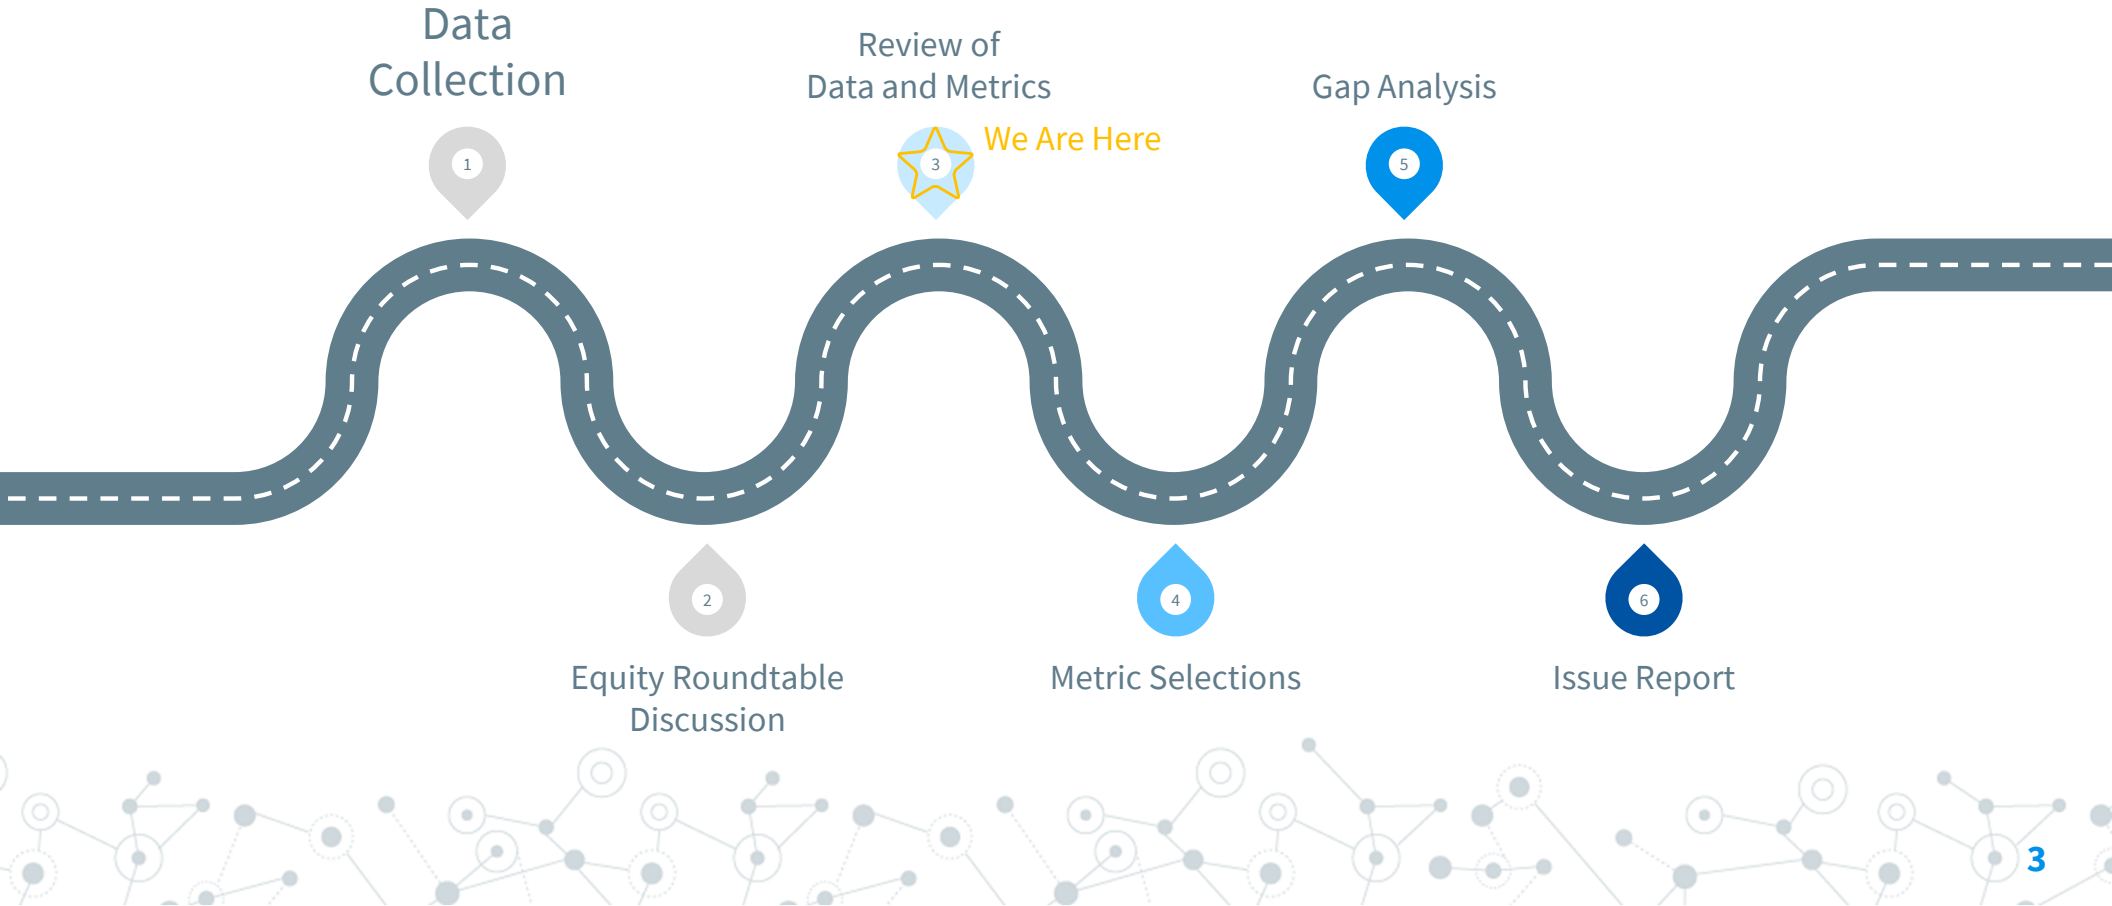 Data
Collection
1
Review of
Data and Metrics
We Are Here
3
Gap Analysis
5
2
Equity Roundtable
Discussion
4
Metric Selections
6
Issue Report
3